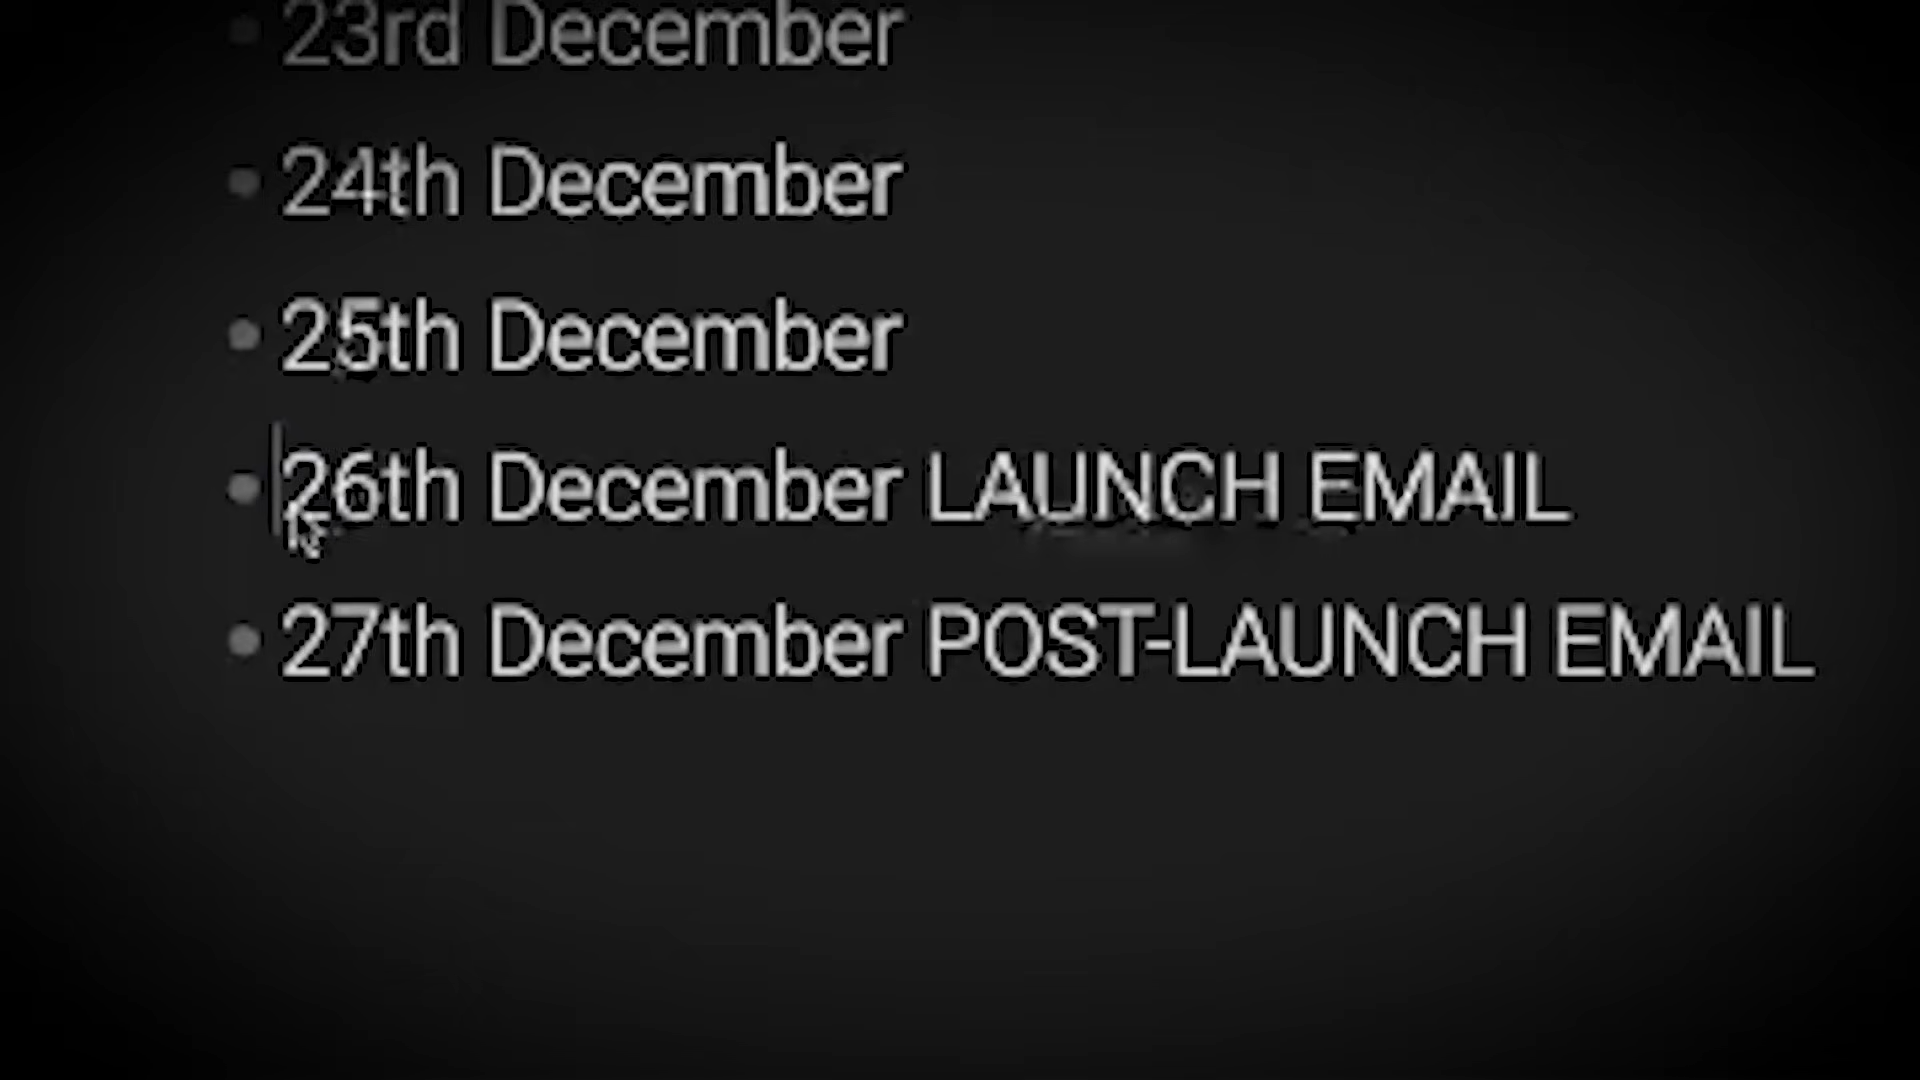 23rd December
24th December
25th December
26th December LAUNCH EMAIL
27th December POST-LAUNCH EMAIL